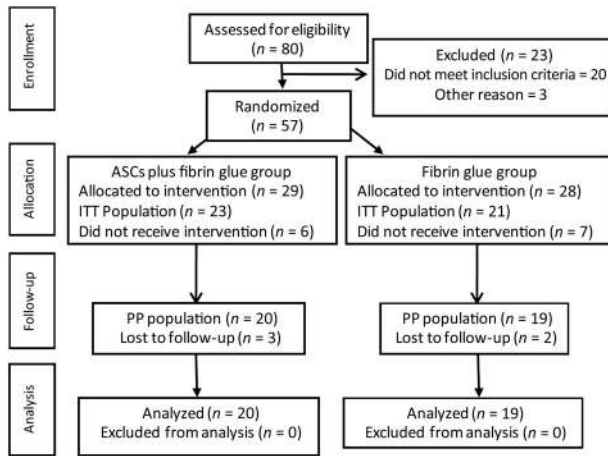 Enrollment
Assessed for eligibility
(n = 80)
Excluded (n = 23)
Did not meet inclusion criteria = 20
Other reason = 3
Randomized
(n = 57)
Allocation
ASCs plus fibrin glue group
Allocated to intervention (n = 29)
ITT Population (n = 23)
Did not receive intervention (n = 6)
Fibrin glue group
Allocated to intervention (n = 28)
ITT Population (n = 21)
Did not receive intervention (n = 7)
Follow-up
PP population (n = 20)
Lost to follow-up (n = 3)
PP population (n = 19)
Lost to follow-up (n = 2)
Analysis
Analyzed (n = 20)
Excluded from analysis (n = 0)
Analyzed (n = 19)
Excluded from analysis (n = 0)